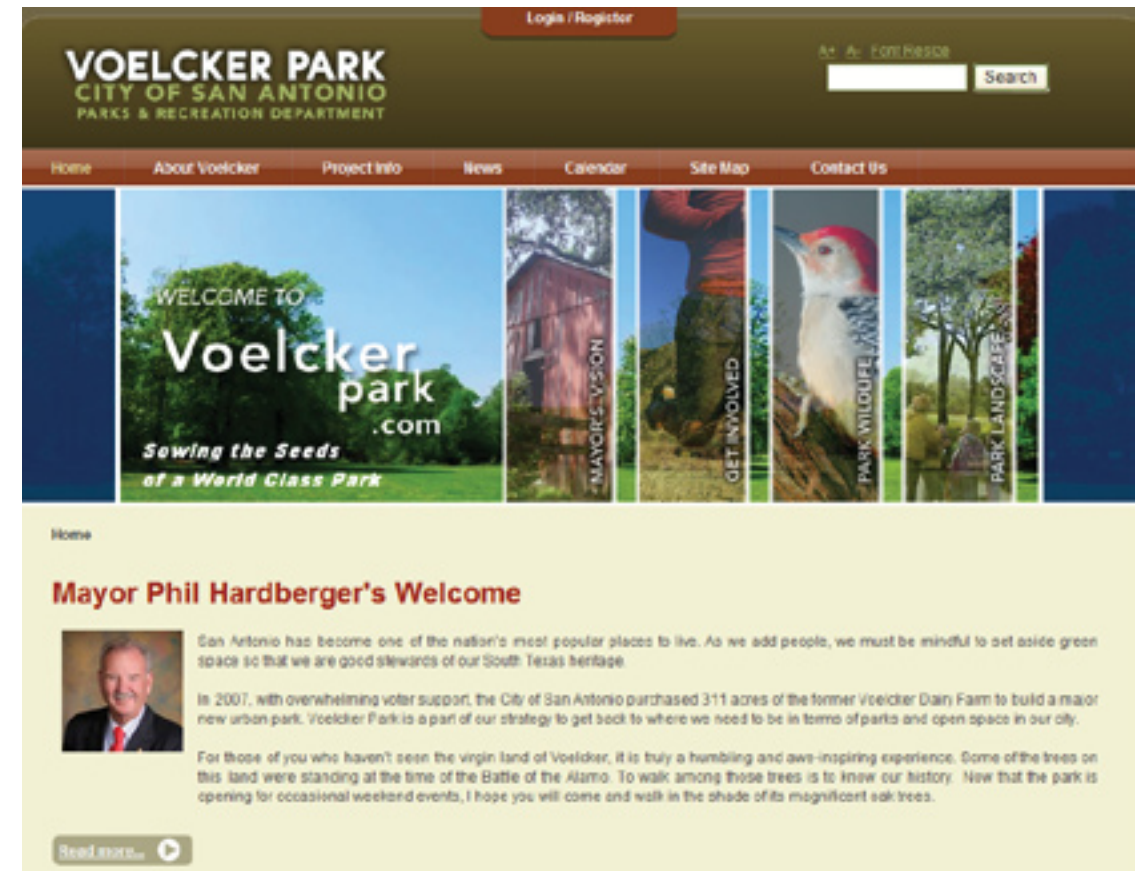 Login / Register
VOELCKER PARK
CITY OF SAN ANTONIO
PARKS & RECREATION DEPARTMENT
A+ A- Font Resize
Search
Home About Voelcker Project Info News Calendar Site Map Contact Us
WELCOME TO
Voelcker
park
.com
Sowing the Seeds
of a World Class Park
MAYOR'S VISION
GET INVOLVED
PARK WILDLIFE
PARK LANDSCAPE
Home
Mayor Phil Hardberger's Welcome
San Antonio has become one of the nation's most popular places to live. As we add people, we must be mindful to set aside green
space so that we are good stewards of our South Texas heritage.
In 2007, with overwhelming voter support, the City of San Antonio purchased 311 acres of the former Voelcker Dairy Farm to build a major
new urban park. Voelcker Park is a part of our strategy to get back to where we need to be in terms of parks and open space in our city.
For those of you who haven't seen the virgin land of Voelcker, it is truly a humbling and awe-inspiring experience. Some of the trees on
this land were standing at the time of the Battle of the Alamo. To walk among those trees is to know our history. Now that the park is
opening for occasional weekend events, I hope you will come and walk in the shade of its magnificent oak trees.
Read more...